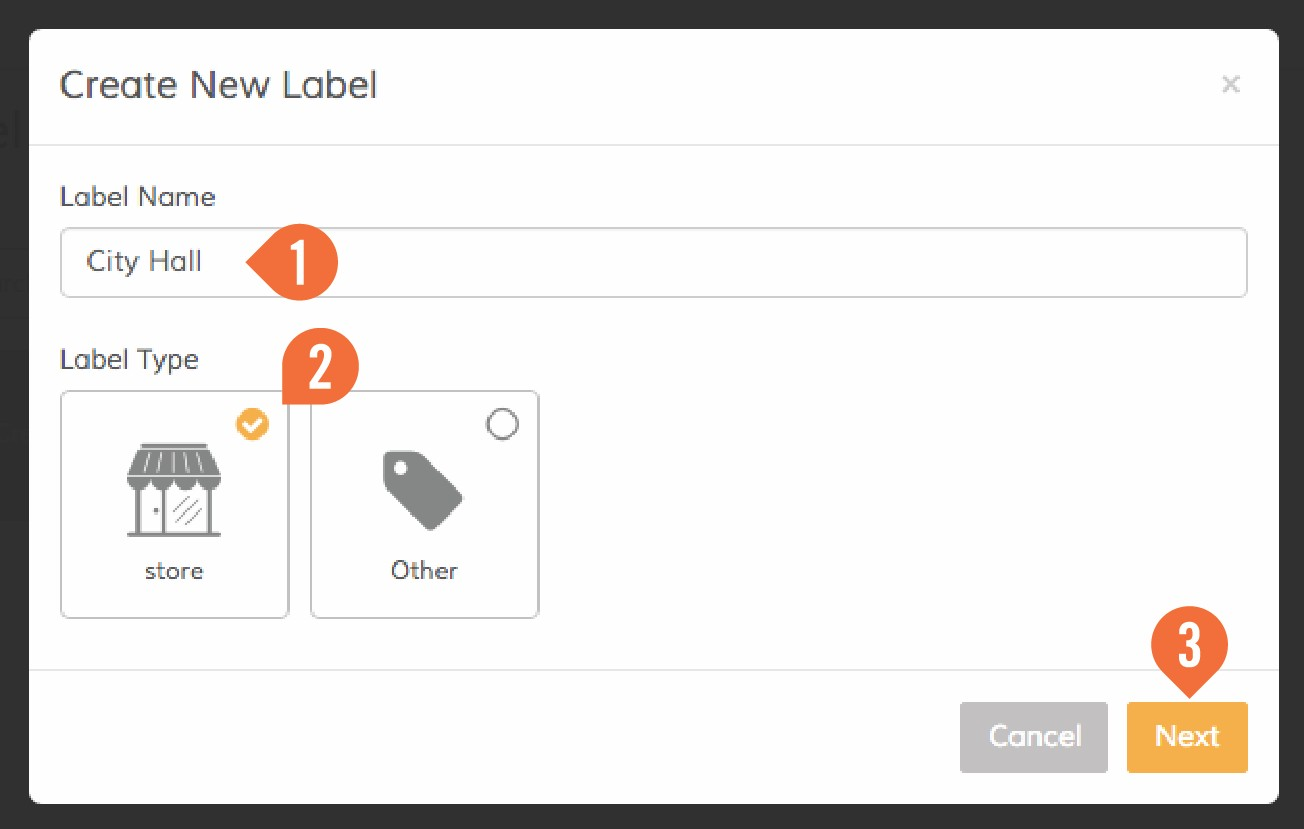 Create New Label
×
Label Name
City Hall
1
Label Type
2
store
Other
3
Cancel
Next